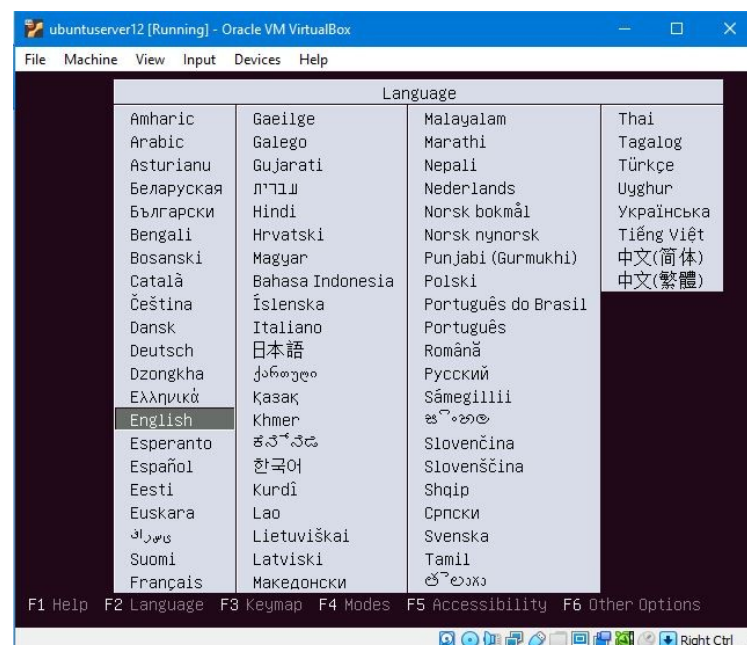 ubuntuserver12 [Running] - Oracle VM VirtualBox
File Machine View Input Devices Help
Language
Amharic
Arabic
Asturianu
Беларуская
Български
Bengali
Bosanski
Català
Čeština
Dansk
Deutsch
Dzongkha
Ελληνικά
English
Esperanto
Español
Eesti
Euskara
Suomi
Français
Gaeilge
Galego
Gujarati
עברית
Hindi
Hrvatski
Magyar
Bahasa Indonesia
Íslenska
Italiano
日本語
ქართული
Қазақ
Khmer
한국어
Kurdî
Lao
Lietuviškai
Latviski
Македонски
Malayalam
Marathi
Nepali
Nederlands
Norsk bokmål
Norsk nynorsk
Punjabi (Gurmukhi)
Polski
Português do Brasil
Português
Română
Русский
Sámegillii
Slovenčina
Slovenščina
Shqip
Српски
Svenska
Tamil
Thai
Tagalog
Türkçe
Uyghur
Українська
Tiếng Việt
中文(简体)
中文(繁體)
F1 Help F2 Language F3 Keymap F4 Modes F5 Accessibility F6 Other Options
Right Ctrl